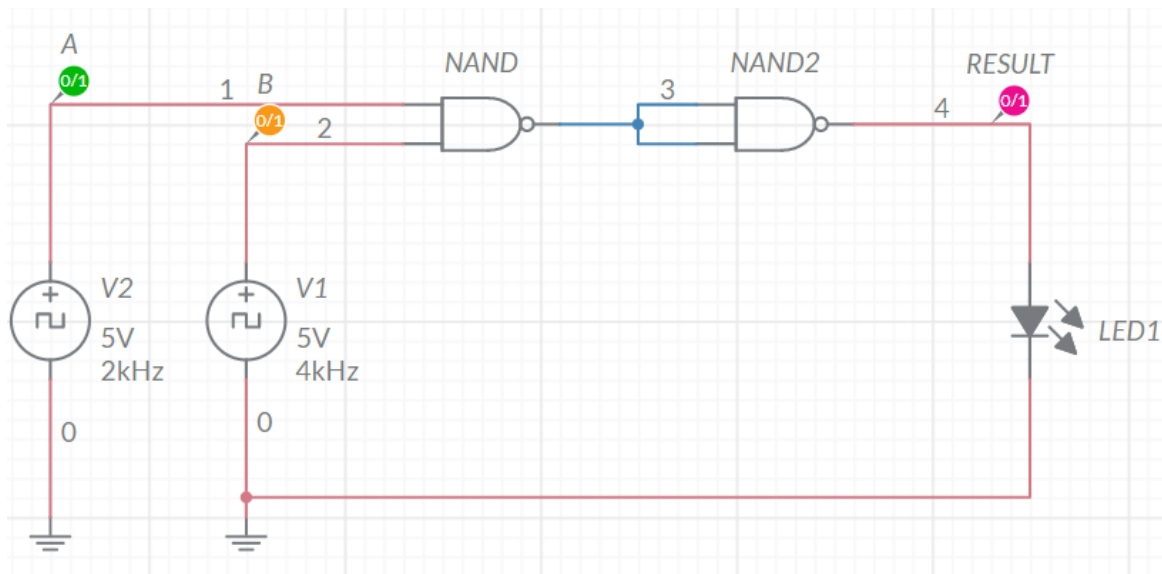 A
0/1
1
B
0/1
2
NAND
3
NAND2
RESULT
0/1
4
V2
5V
2kHz
V1
5V
4kHz
LED1
0
0